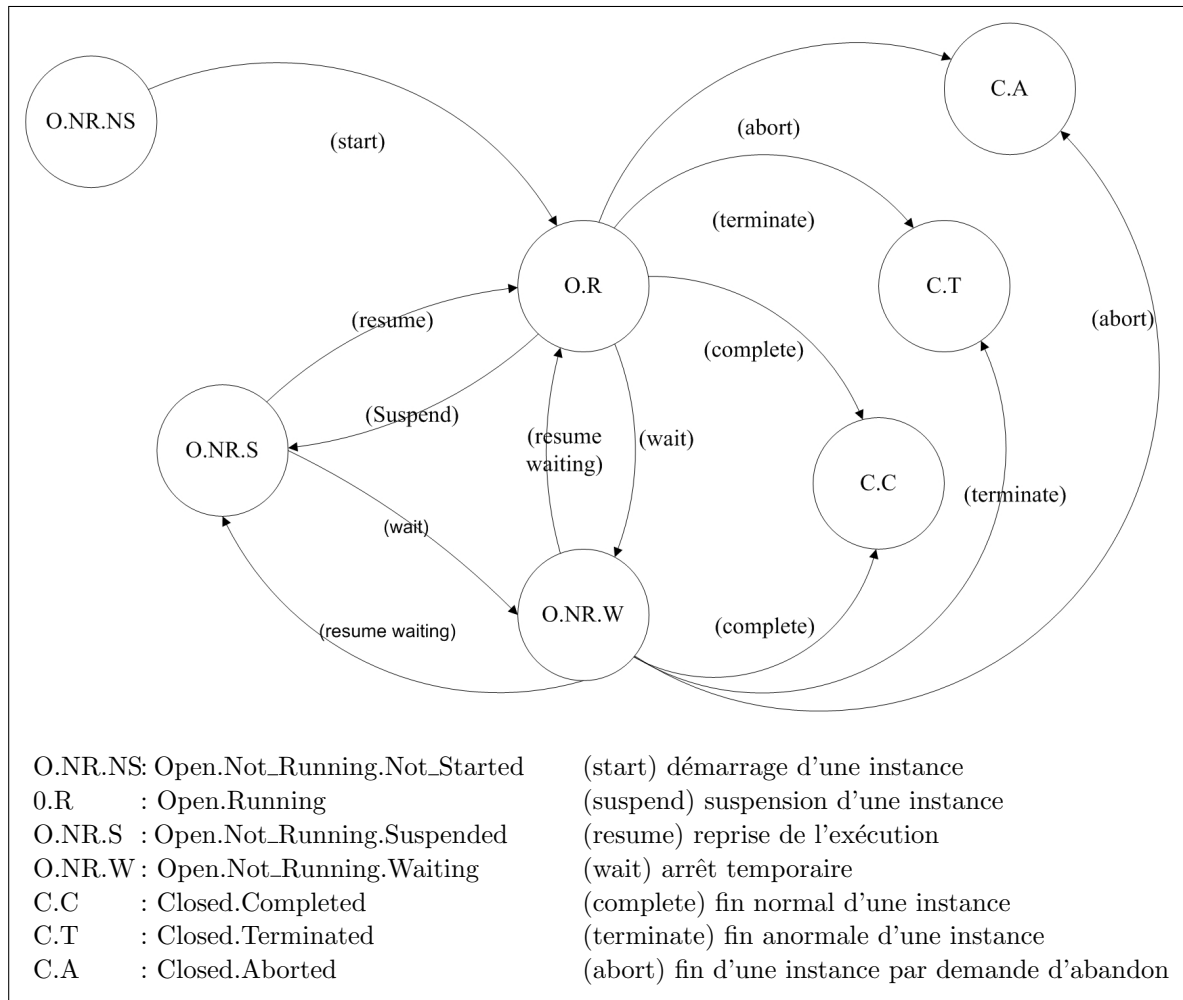 C.A
O.NR.NS
(abort)
(start)
(terminate)
O.R
C.T
(resume)
(abort)
(complete)
(Suspend)
(resume
waiting)
(wait)
O.NR.S
C.C
(terminate)
(wait)
O.NR.W
(resume waiting)
(complete)
O.NR.NS: Open.Not_Running.Not_Started (start) démarrage d'une instance
0.R : Open.Running (suspend) suspension d'une instance
O.NR.S : Open.Not_Running.Suspended (resume) reprise de l'exécution
O.NR.W : Open.Not_Running.Waiting (wait) arrêt temporaire
C.C : Closed.Completed (complete) fin normal d'une instance
C.T : Closed.Terminated (terminate) fin anormale d'une instance
C.A : Closed.Aborted (abort) fin d'une instance par demande d'abandon